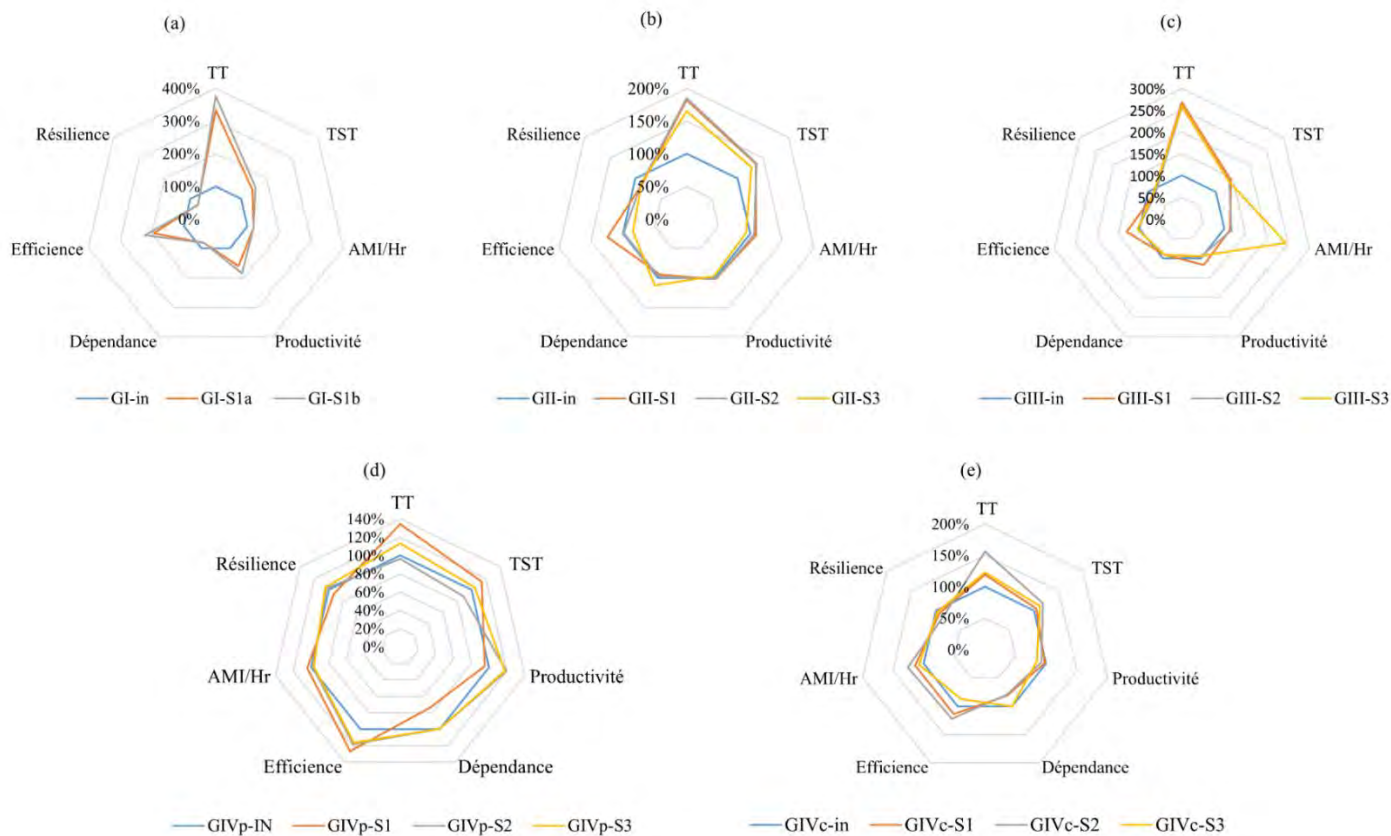 (a)
TT
400%
300%
200%
100%
0%
Résilience
TST
Efficience
AMI/Hr
Dépendance
Productivité
GI-in GI-S1a GI-S1b
(b)
TT
200%
150%
100%
50%
0%
Résilience
TST
Efficience
AMI/Hr
Dépendance
Productivité
GII-in GII-S1 GII-S2 GII-S3
(c)
TT
300%
250%
200%
150%
100%
50%
0%
Résilience
TST
Efficience
AMI/Hr
Dépendance
Productivité
GIII-in GIII-S1 GIII-S2 GIII-S3
(d)
TT
140%
120%
100%
80%
60%
40%
20%
0%
Résilience
TST
AMI/Hr
Productivité
Efficience
Dépendance
GIVp-IN GIVp-S1 GIVp-S2 GIVp-S3
(e)
TT
200%
150%
100%
50%
0%
Résilience
TST
AMI/Hr
Productivité
Efficience
Dépendance
GIVc-in GIVc-S1 GIVc-S2 GIVc-S3